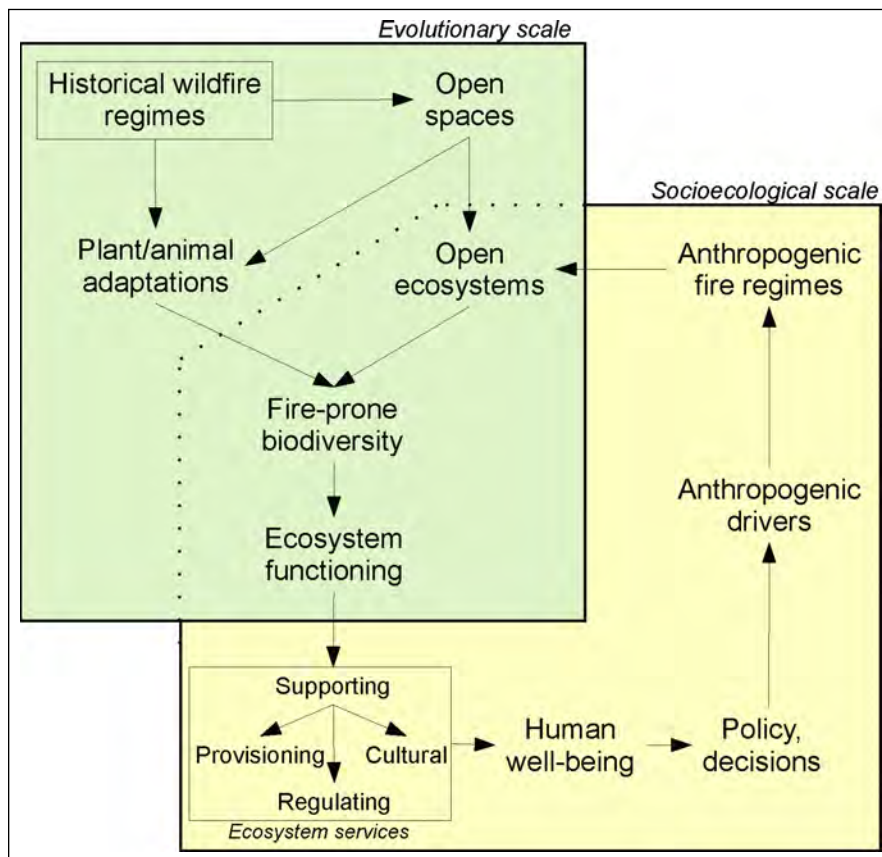 Evolutionary scale
Historical wildfire
regimes
Open
spaces
Socioecological scale
Plant/animal
adaptations
Open
ecosystems
Anthropogenic
fire regimes
Fire-prone
biodiversity
Anthropogenic
drivers
Ecosystem
functioning
Supporting
Provisioning
Cultural
Regulating
Ecosystem services
Human
well-being
Policy,
decisions